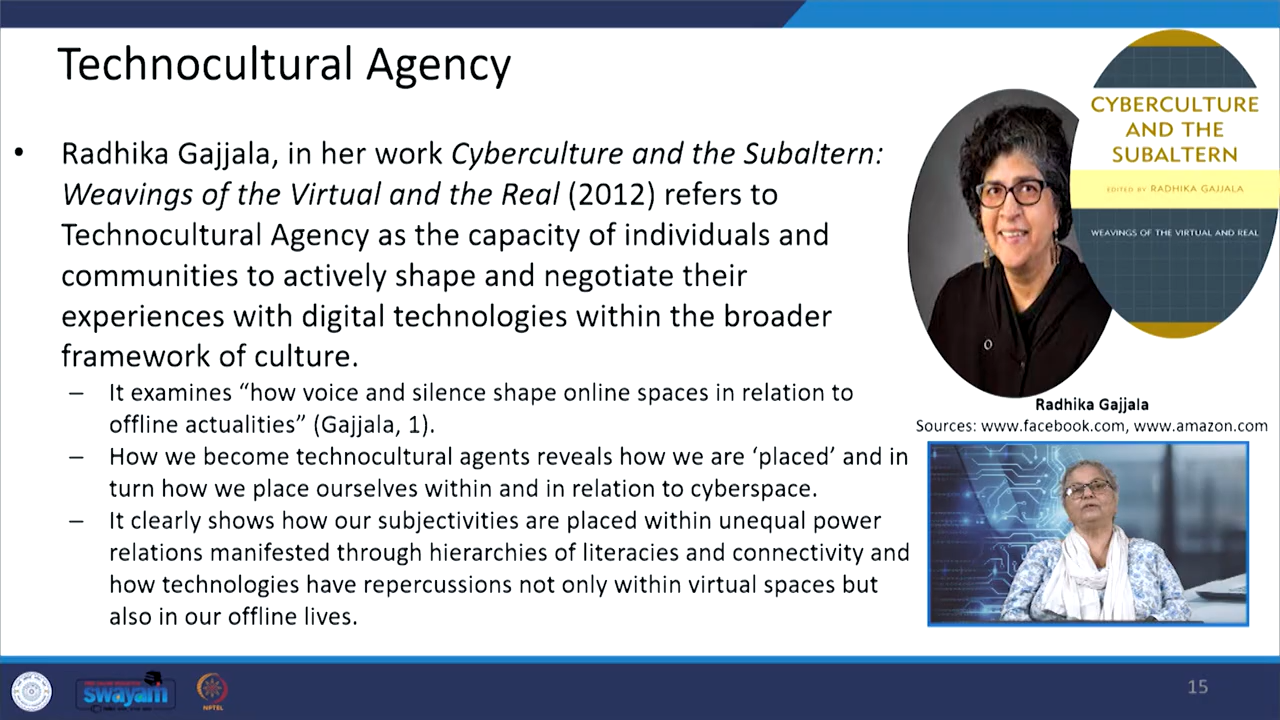 Technocultural Agency
• Radhika Gajjala, in her work Cyberculture and the Subaltern:
Weavings of the Virtual and the Real (2012) refers to
Technocultural Agency as the capacity of individuals and
communities to actively shape and negotiate their
experiences with digital technologies within the broader
framework of culture.
– It examines “how voice and silence shape online spaces in relation to
offline actualities” (Gajjala, 1).
– How we become technocultural agents reveals how we are ‘placed’ and in
turn how we place ourselves within and in relation to cyberspace.
– It clearly shows how our subjectivities are placed within unequal power
relations manifested through hierarchies of literacies and connectivity and
how technologies have repercussions not only within virtual spaces but
also in our offline lives.
CYBERCULTURE
AND THE
SUBALTERN
EDITED BY RADHIKA GAJJALA
WEAVINGS OF THE VIRTUAL AND REAL
Radhika Gajjala
Sources: www.facebook.com, www.amazon.com
swayam
NPTEL
15